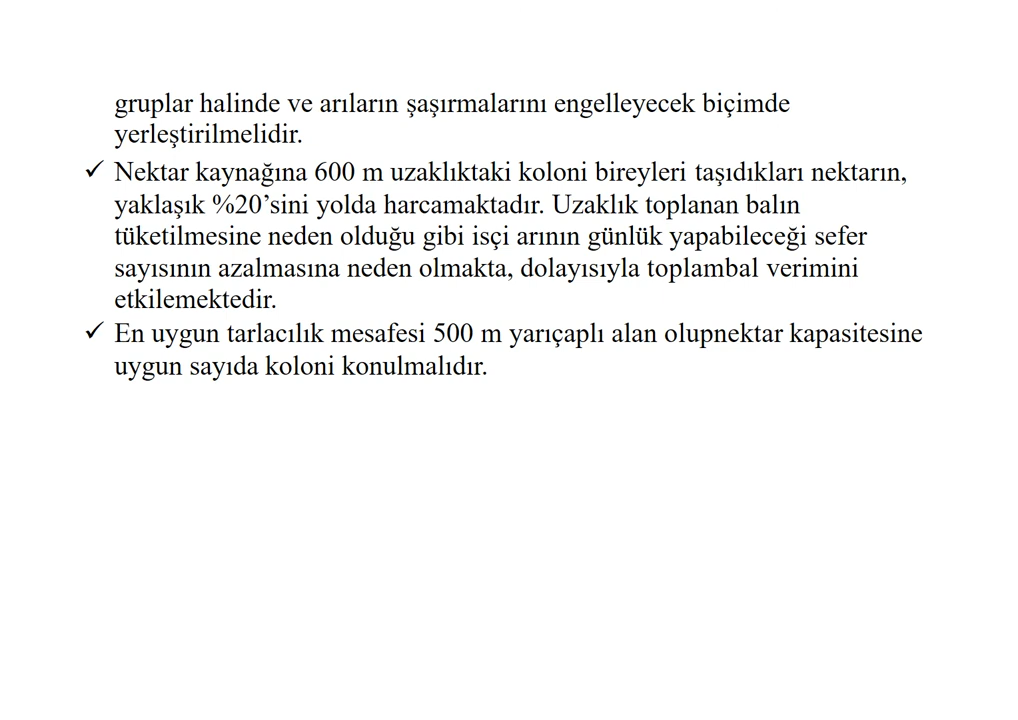 gruplar halinde ve arıların şaşırmalarını engelleyecek biçimde
yerleştirilmelidir.
✓ Nektar kaynağına 600 m uzaklıktaki koloni bireyleri taşıdıkları nektarın,
yaklaşık %20’sini yolda harcamaktadır. Uzaklık toplanan balın
tüketilmesine neden olduğu gibi isçi arının günlük yapabileceği sefer
sayısının azalmasına neden olmakta, dolayısıyla toplambal verimini
etkilemektedir.
✓ En uygun tarlacılık mesafesi 500 m yarıçaplı alan olupnektar kapasitesine
uygun sayıda koloni konulmalıdır.